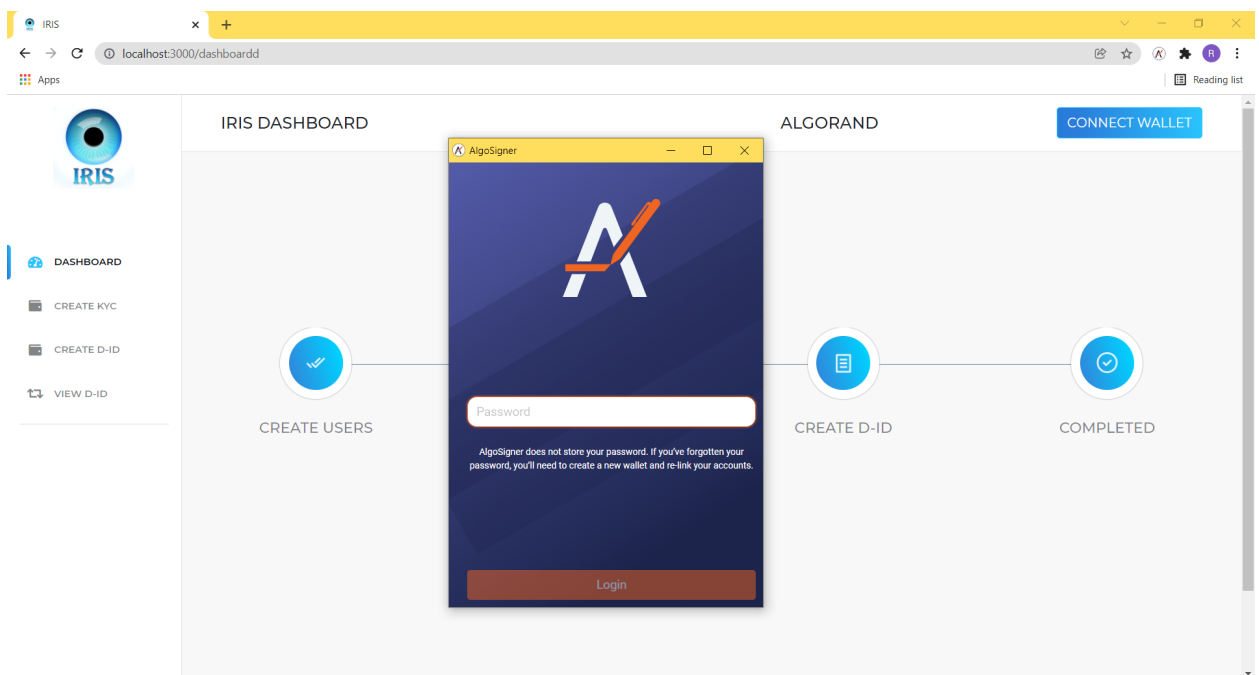 IRIS
localhost:3000/dashboardd
R
Apps
Reading list
IRIS
IRIS DASHBOARD
ALGORAND
CONNECT WALLET
AlgoSigner
DASHBOARD
CREATE KYC
CREATE D-ID
VIEW D-ID
CREATE USERS
CREATE D-ID
COMPLETED
Password
AlgoSigner does not store your password. If you've forgotten your
password, you'll need to create a new wallet and re-link your accounts.
Login